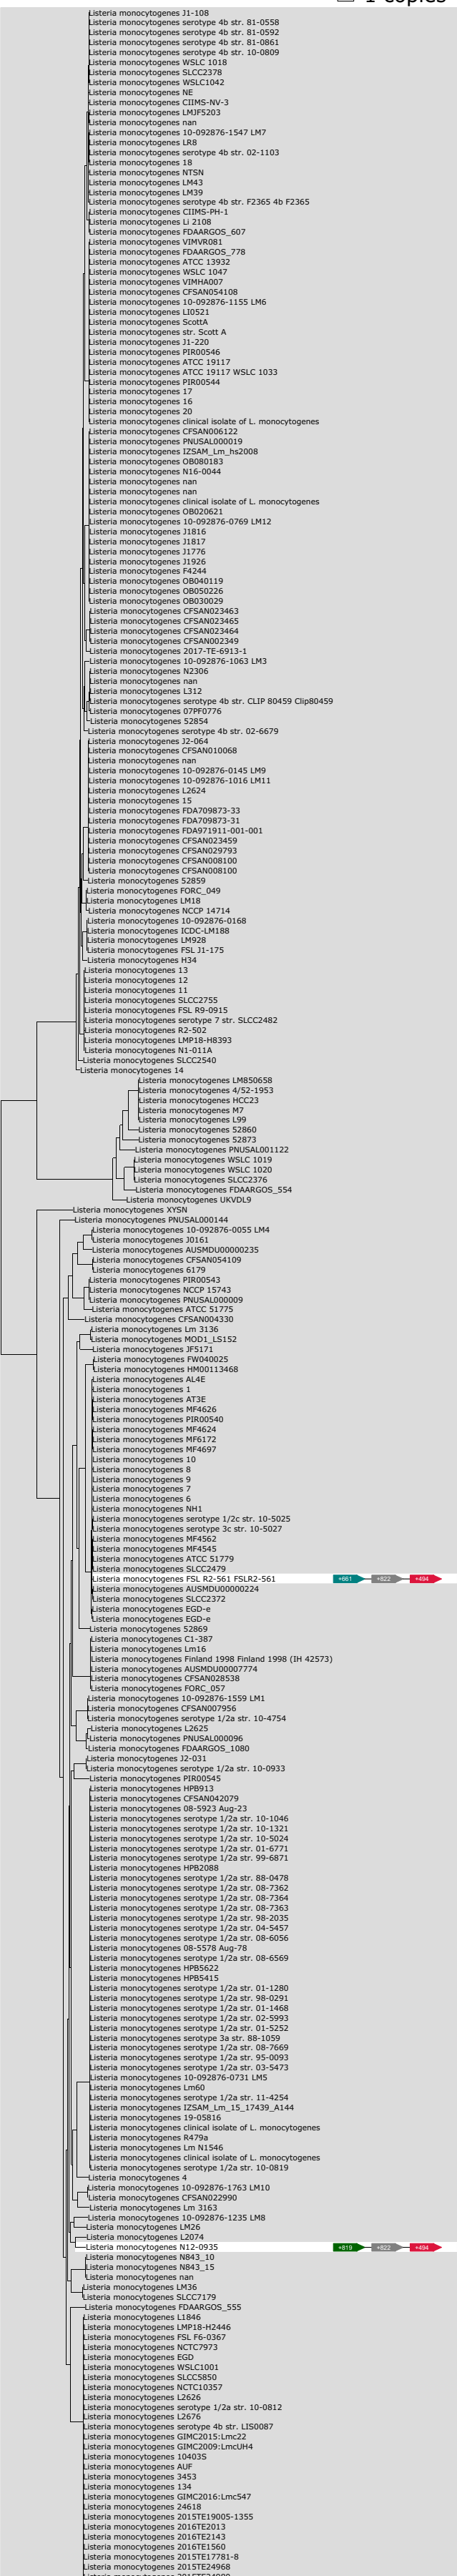 1 copies
Listeria monocytogenes J1-108
Listeria monocytogenes serotype 4b str. 81-0558
Listeria monocytogenes serotype 4b str. 81-0592
Listeria monocytogenes serotype 4b str. 81-0861
Listeria monocytogenes serotype 4b str. 10-0809
Listeria monocytogenes WSLC 1018
Listeria monocytogenes SLCC2378
Listeria monocytogenes WSLC1042
Listeria monocytogenes NE
Listeria monocytogenes CIIMS-NV-3
Listeria monocytogenes LMJF5203
Listeria monocytogenes nan
Listeria monocytogenes 10-092876-1547 LM7
Listeria monocytogenes LR8
Listeria monocytogenes serotype 4b str. 02-1103
Listeria monocytogenes 18
Listeria monocytogenes NTSN
Listeria monocytogenes LM43
Listeria monocytogenes LM39
Listeria monocytogenes serotype 4b str. F2365 4b F2365
Listeria monocytogenes CIIMS-PH-1
Listeria monocytogenes Li 2108
Listeria monocytogenes FDAARGOS_607
Listeria monocytogenes VIMVR081
Listeria monocytogenes FDAARGOS_778
Listeria monocytogenes ATCC 13932
Listeria monocytogenes WSLC 1047
Listeria monocytogenes VIMHA007
Listeria monocytogenes CFSAN054108
Listeria monocytogenes 10-092876-1155 LM6
Listeria monocytogenes LI0521
Listeria monocytogenes ScottA
Listeria monocytogenes str. Scott A
Listeria monocytogenes J1-220
Listeria monocytogenes PIR00546
Listeria monocytogenes ATCC 19117
Listeria monocytogenes ATCC 19117 WSLC 1033
Listeria monocytogenes PIR00544
Listeria monocytogenes 17
Listeria monocytogenes 16
Listeria monocytogenes 20
Listeria monocytogenes clinical isolate of L. monocytogenes
Listeria monocytogenes CFSAN006122
Listeria monocytogenes PNUSAL000019
Listeria monocytogenes IZSAM_Lm_hs2008
Listeria monocytogenes OB080183
Listeria monocytogenes N16-0044
Listeria monocytogenes nan
Listeria monocytogenes nan
Listeria monocytogenes clinical isolate of L. monocytogenes
Listeria monocytogenes OB020621
Listeria monocytogenes 10-092876-0769 LM12
Listeria monocytogenes J1816
Listeria monocytogenes J1817
Listeria monocytogenes J1776
Listeria monocytogenes J1926
Listeria monocytogenes F4244
Listeria monocytogenes OB040119
Listeria monocytogenes OB050226
Listeria monocytogenes OB030029
Listeria monocytogenes CFSAN023463
Listeria monocytogenes CFSAN023465
Listeria monocytogenes CFSAN023464
Listeria monocytogenes CFSAN002349
Listeria monocytogenes 2017-TE-6913-1
Listeria monocytogenes 10-092876-1063 LM3
Listeria monocytogenes N2306
Listeria monocytogenes nan
Listeria monocytogenes L312
Listeria monocytogenes serotype 4b str. CLIP 80459 Clip80459
Listeria monocytogenes 07PF0776
Listeria monocytogenes 52854
Listeria monocytogenes serotype 4b str. 02-6679
Listeria monocytogenes J2-064
Listeria monocytogenes CFSAN010068
Listeria monocytogenes nan
Listeria monocytogenes 10-092876-0145 LM9
Listeria monocytogenes 10-092876-1016 LM11
Listeria monocytogenes L2624
Listeria monocytogenes 15
Listeria monocytogenes FDA709873-33
Listeria monocytogenes FDA709873-31
Listeria monocytogenes FDA971911-001-001
Listeria monocytogenes CFSAN023459
Listeria monocytogenes CFSAN029793
Listeria monocytogenes CFSAN008100
Listeria monocytogenes CFSAN008100
Listeria monocytogenes 52859
Listeria monocytogenes FORC_049
Listeria monocytogenes LM18
Listeria monocytogenes NCCP 14714
Listeria monocytogenes 10-092876-0168
Listeria monocytogenes ICDC-LM188
Listeria monocytogenes LM928
Listeria monocytogenes FSL J1-175
Listeria monocytogenes H34
Listeria monocytogenes 13
Listeria monocytogenes 12
Listeria monocytogenes 11
Listeria monocytogenes SLCC2755
Listeria monocytogenes FSL R9-0915
Listeria monocytogenes serotype 7 str. SLCC2482
Listeria monocytogenes R2-502
Listeria monocytogenes LMP18-H8393
Listeria monocytogenes N1-011A
Listeria monocytogenes SLCC2540
Listeria monocytogenes 14
Listeria monocytogenes LM850658
Listeria monocytogenes 4/52-1953
Listeria monocytogenes HCC23
Listeria monocytogenes M7
Listeria monocytogenes L99
Listeria monocytogenes 52860
Listeria monocytogenes 52873
Listeria monocytogenes PNUSAL001122
Listeria monocytogenes WSLC 1019
Listeria monocytogenes WSLC 1020
Listeria monocytogenes SLCC2376
Listeria monocytogenes FDAARGOS_554
Listeria monocytogenes UKVDL9
Listeria monocytogenes XYSN
Listeria monocytogenes PNUSAL000144
Listeria monocytogenes 10-092876-0055 LM4
Listeria monocytogenes J0161
Listeria monocytogenes AUSMDU00000235
Listeria monocytogenes CFSAN054109
Listeria monocytogenes 6179
Listeria monocytogenes PIR00543
Listeria monocytogenes NCCP 15743
Listeria monocytogenes PNUSAL000009
Listeria monocytogenes ATCC 51775
Listeria monocytogenes CFSAN004330
Listeria monocytogenes Lm 3136
Listeria monocytogenes MOD1_LS152
Listeria monocytogenes JF5171
Listeria monocytogenes FW040025
Listeria monocytogenes HM00113468
Listeria monocytogenes AL4E
Listeria monocytogenes 1
Listeria monocytogenes AT3E
Listeria monocytogenes MF4626
Listeria monocytogenes PIR00540
Listeria monocytogenes MF4624
Listeria monocytogenes MF6172
Listeria monocytogenes MF4697
Listeria monocytogenes 10
Listeria monocytogenes 8
Listeria monocytogenes 9
Listeria monocytogenes 7
Listeria monocytogenes 6
Listeria monocytogenes NH1
Listeria monocytogenes serotype 1/2c str. 10-5025
Listeria monocytogenes serotype 3c str. 10-5027
Listeria monocytogenes MF4562
Listeria monocytogenes MF4545
Listeria monocytogenes ATCC 51779
Listeria monocytogenes SLCC2479
Listeria monocytogenes FSL R2-561 FSLR2-561 +661 +822 +494
Listeria monocytogenes AUSMDU00000224
Listeria monocytogenes SLCC2372
Listeria monocytogenes EGD-e
Listeria monocytogenes EGD-e
Listeria monocytogenes 52869
Listeria monocytogenes C1-387
Listeria monocytogenes Lm16
Listeria monocytogenes Finland 1998 Finland 1998 (IH 42573)
Listeria monocytogenes AUSMDU00007774
Listeria monocytogenes CFSAN028538
Listeria monocytogenes FORC_057
Listeria monocytogenes 10-092876-1559 LM1
Listeria monocytogenes CFSAN007956
Listeria monocytogenes serotype 1/2a str. 10-4754
Listeria monocytogenes L2625
Listeria monocytogenes PNUSAL000096
Listeria monocytogenes FDAARGOS_1080
Listeria monocytogenes J2-031
Listeria monocytogenes serotype 1/2a str. 10-0933
Listeria monocytogenes PIR00545
Listeria monocytogenes HPB913
Listeria monocytogenes CFSAN042079
Listeria monocytogenes 08-5923 Aug-23
Listeria monocytogenes serotype 1/2a str. 10-1046
Listeria monocytogenes serotype 1/2a str. 10-1321
Listeria monocytogenes serotype 1/2a str. 10-5024
Listeria monocytogenes serotype 1/2a str. 01-6771
Listeria monocytogenes serotype 1/2a str. 99-6871
Listeria monocytogenes HPB2088
Listeria monocytogenes serotype 1/2a str. 88-0478
Listeria monocytogenes serotype 1/2a str. 08-7362
Listeria monocytogenes serotype 1/2a str. 08-7364
Listeria monocytogenes serotype 1/2a str. 08-7363
Listeria monocytogenes serotype 1/2a str. 98-2035
Listeria monocytogenes serotype 1/2a str. 04-5457
Listeria monocytogenes serotype 1/2a str. 08-6056
Listeria monocytogenes 08-5578 Aug-78
Listeria monocytogenes serotype 1/2a str. 08-6569
Listeria monocytogenes HPB5622
Listeria monocytogenes HPB5415
Listeria monocytogenes serotype 1/2a str. 01-1280
Listeria monocytogenes serotype 1/2a str. 98-0291
Listeria monocytogenes serotype 1/2a str. 01-1468
Listeria monocytogenes serotype 1/2a str. 02-5993
Listeria monocytogenes serotype 1/2a str. 01-5252
Listeria monocytogenes serotype 3a str. 88-1059
Listeria monocytogenes serotype 1/2a str. 08-7669
Listeria monocytogenes serotype 1/2a str. 95-0093
Listeria monocytogenes serotype 1/2a str. 03-5473
Listeria monocytogenes 10-092876-0731 LM5
Listeria monocytogenes Lm60
Listeria monocytogenes serotype 1/2a str. 11-4254
Listeria monocytogenes IZSAM_Lm_15_17439_A144
Listeria monocytogenes 19-05816
Listeria monocytogenes clinical isolate of L. monocytogenes
Listeria monocytogenes R479a
Listeria monocytogenes Lm N1546
Listeria monocytogenes clinical isolate of L. monocytogenes
Listeria monocytogenes serotype 1/2a str. 10-0819
Listeria monocytogenes 4
Listeria monocytogenes 10-092876-1763 LM10
Listeria monocytogenes CFSAN022990
Listeria monocytogenes Lm 3163
Listeria monocytogenes 10-092876-1235 LM8
Listeria monocytogenes LM26
Listeria monocytogenes L2074
Listeria monocytogenes N12-0935 +819 +822 +494
Listeria monocytogenes N843_10
Listeria monocytogenes N843_15
Listeria monocytogenes nan
Listeria monocytogenes LM36
Listeria monocytogenes SLCC7179
Listeria monocytogenes FDAARGOS_555
Listeria monocytogenes L1846
Listeria monocytogenes LMP18-H2446
Listeria monocytogenes FSL F6-0367
Listeria monocytogenes NCTC7973
Listeria monocytogenes EGD
Listeria monocytogenes WSLC1001
Listeria monocytogenes SLCC5850
Listeria monocytogenes NCTC10357
Listeria monocytogenes L2626
Listeria monocytogenes serotype 1/2a str. 10-0812
Listeria monocytogenes L2676
Listeria monocytogenes serotype 4b str. LIS0087
Listeria monocytogenes GIMC2015:Lmc22
Listeria monocytogenes GIMC2009:LmcUH4
Listeria monocytogenes 10403S
Listeria monocytogenes AUF
Listeria monocytogenes 3453
Listeria monocytogenes 134
Listeria monocytogenes GIMC2016:Lmc547
Listeria monocytogenes 24618
Listeria monocytogenes 2015TE19005-1355
Listeria monocytogenes 2016TE2013
Listeria monocytogenes 2016TE2143
Listeria monocytogenes 2016TE1560
Listeria monocytogenes 2015TE17781-8
Listeria monocytogenes 2015TE24968